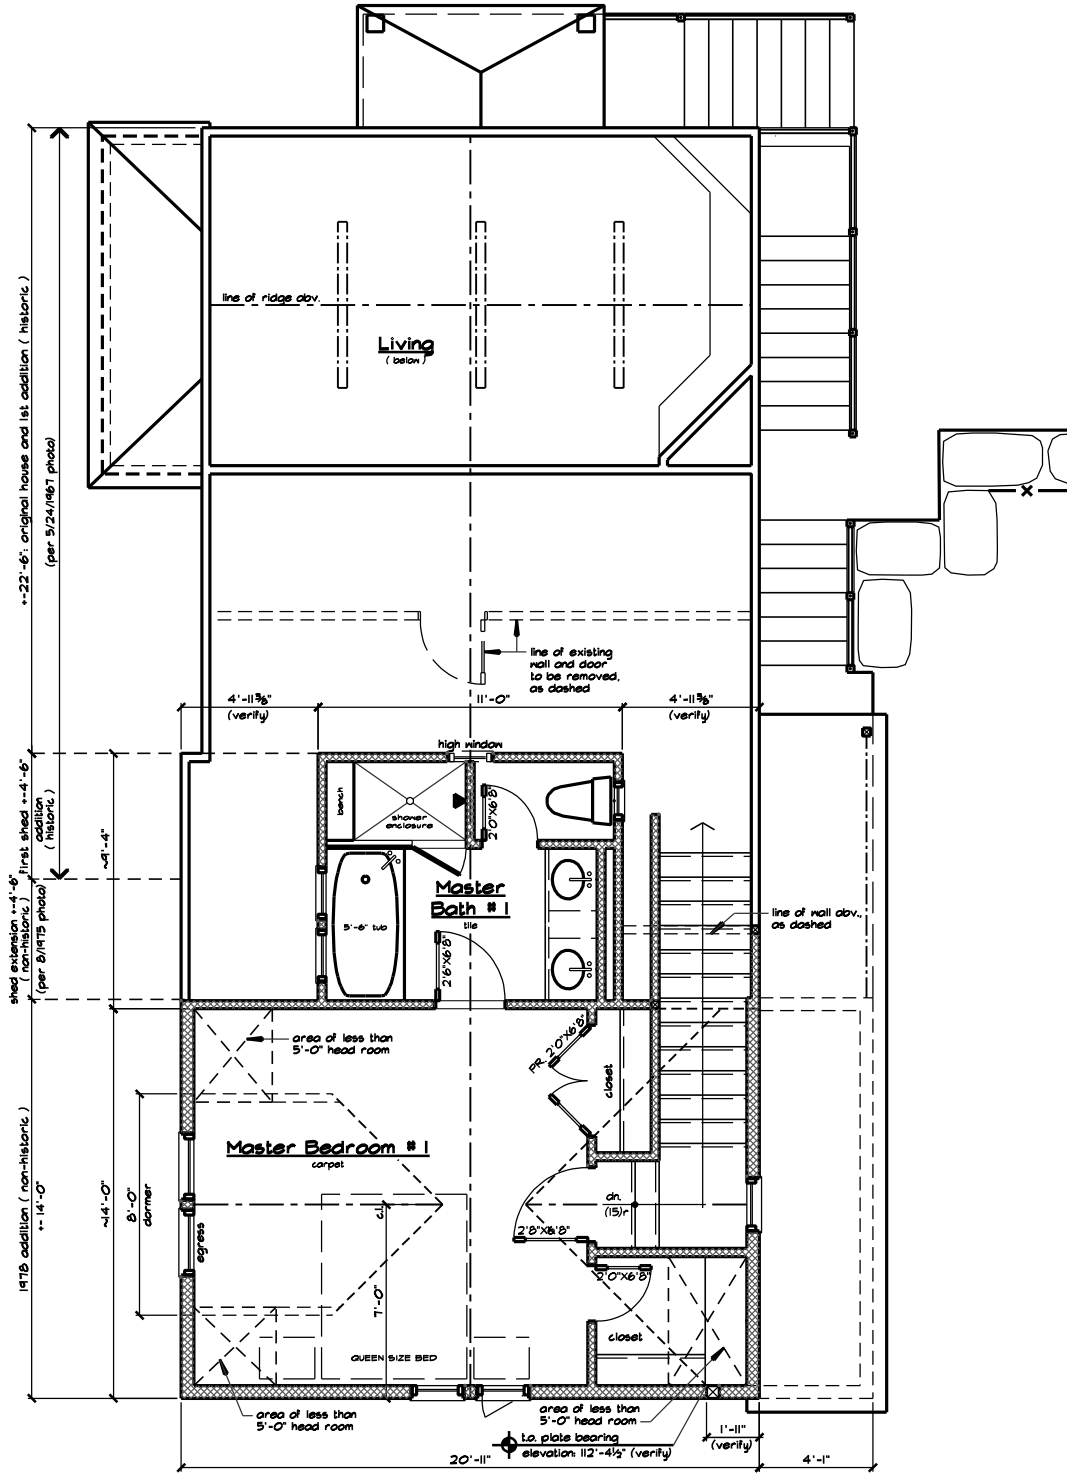 line of ridge abv.
Living
( below )
+-22'-6": original house and 1st addition ( historic )
(per 5/24/1967 photo)
line of existing
wall and door
to be removed,
as dashed
4'-11⅝"
(verify)
11'-0"
4'-11⅝"
(verify)
high window
bench
shower
enclosure
2'0"X6'8"
first shed +-4'-6"
addition
( historic )
~9'-4"
shed extension +-4'-6"
( non-historic )
(per 8/1975 photo)
Master
Bath # 1
tile
5'-6" tub
2'6"X6'8"
line of wall abv.,
as dashed
area of less than
5'-0" head room
PR. 2'0"X6'8"
closet
Master Bedroom # 1
carpet
1978 addition ( non-historic )
+- 14'-0"
~14'-0"
8'-0"
dormer
egress
c.l.
7'-0"
dn.
(15)r
2'8"X6'8"
2'0"X6'8"
closet
QUEEN SIZE BED
area of less than
5'-0" head room
area of less than
5'-0" head room
t.o. plate bearing
elevation: 112'-4½" (verify)
1'-11"
(verify)
20'-11"
4'-1"